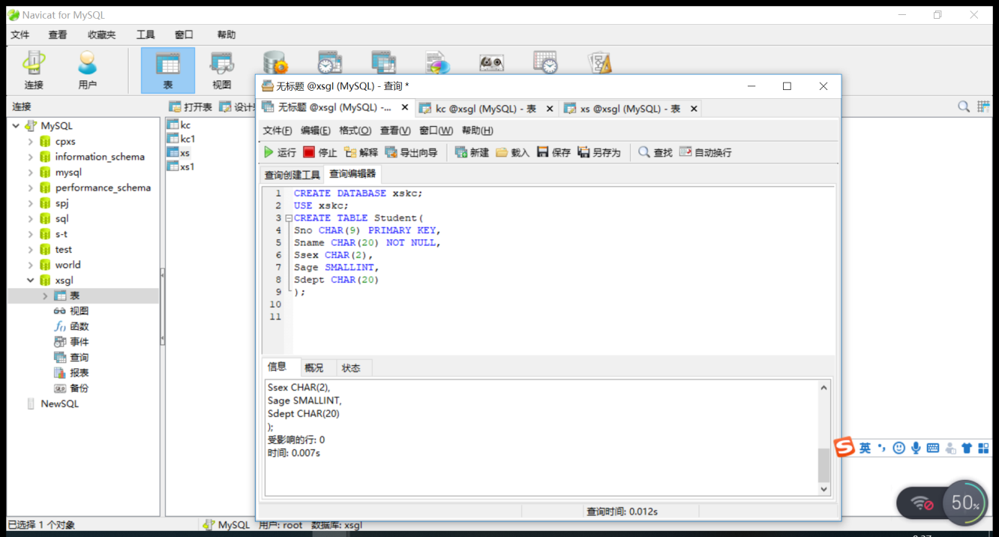 Navicat for MySQL
文件 查看 收藏夹 工具 窗口 帮助
连接 用户 表 视图
连接 打开表
MySQL
cpxs
information_schema
mysql
performance_schema
spj
sql
s-t
test
world
xsgl
表
视图
函数
事件
查询
报表
备份
NewSQL
kc
kc1
xs
xs1
无标题 @xsgl (MySQL) - 查询 *
无标题 @xsgl (MySQL) -... kc @xsgl (MySQL) - 表 xs @xsgl (MySQL) - 表
文件(F) 编辑(E) 格式(O) 查看(V) 窗口(W) 帮助(H)
运行 停止 解释 导出向导 新建 载入 保存 另存为 查找 自动换行
查询创建工具 查询编辑器
1 CREATE DATABASE xskc;
2 USE xskc;
3 CREATE TABLE Student(
4 Sno CHAR(9) PRIMARY KEY,
5 Sname CHAR(20) NOT NULL,
6 Ssex CHAR(2),
7 Sage SMALLINT,
8 Sdept CHAR(20)
9 );
10
11
信息 概况 状态
Ssex CHAR(2),
Sage SMALLINT,
Sdept CHAR(20)
);
受影响的行: 0
时间: 0.007s
查询时间: 0.012s
英
50%
已选择 1 个对象 MySQL 用户: root 数据库: xsgl